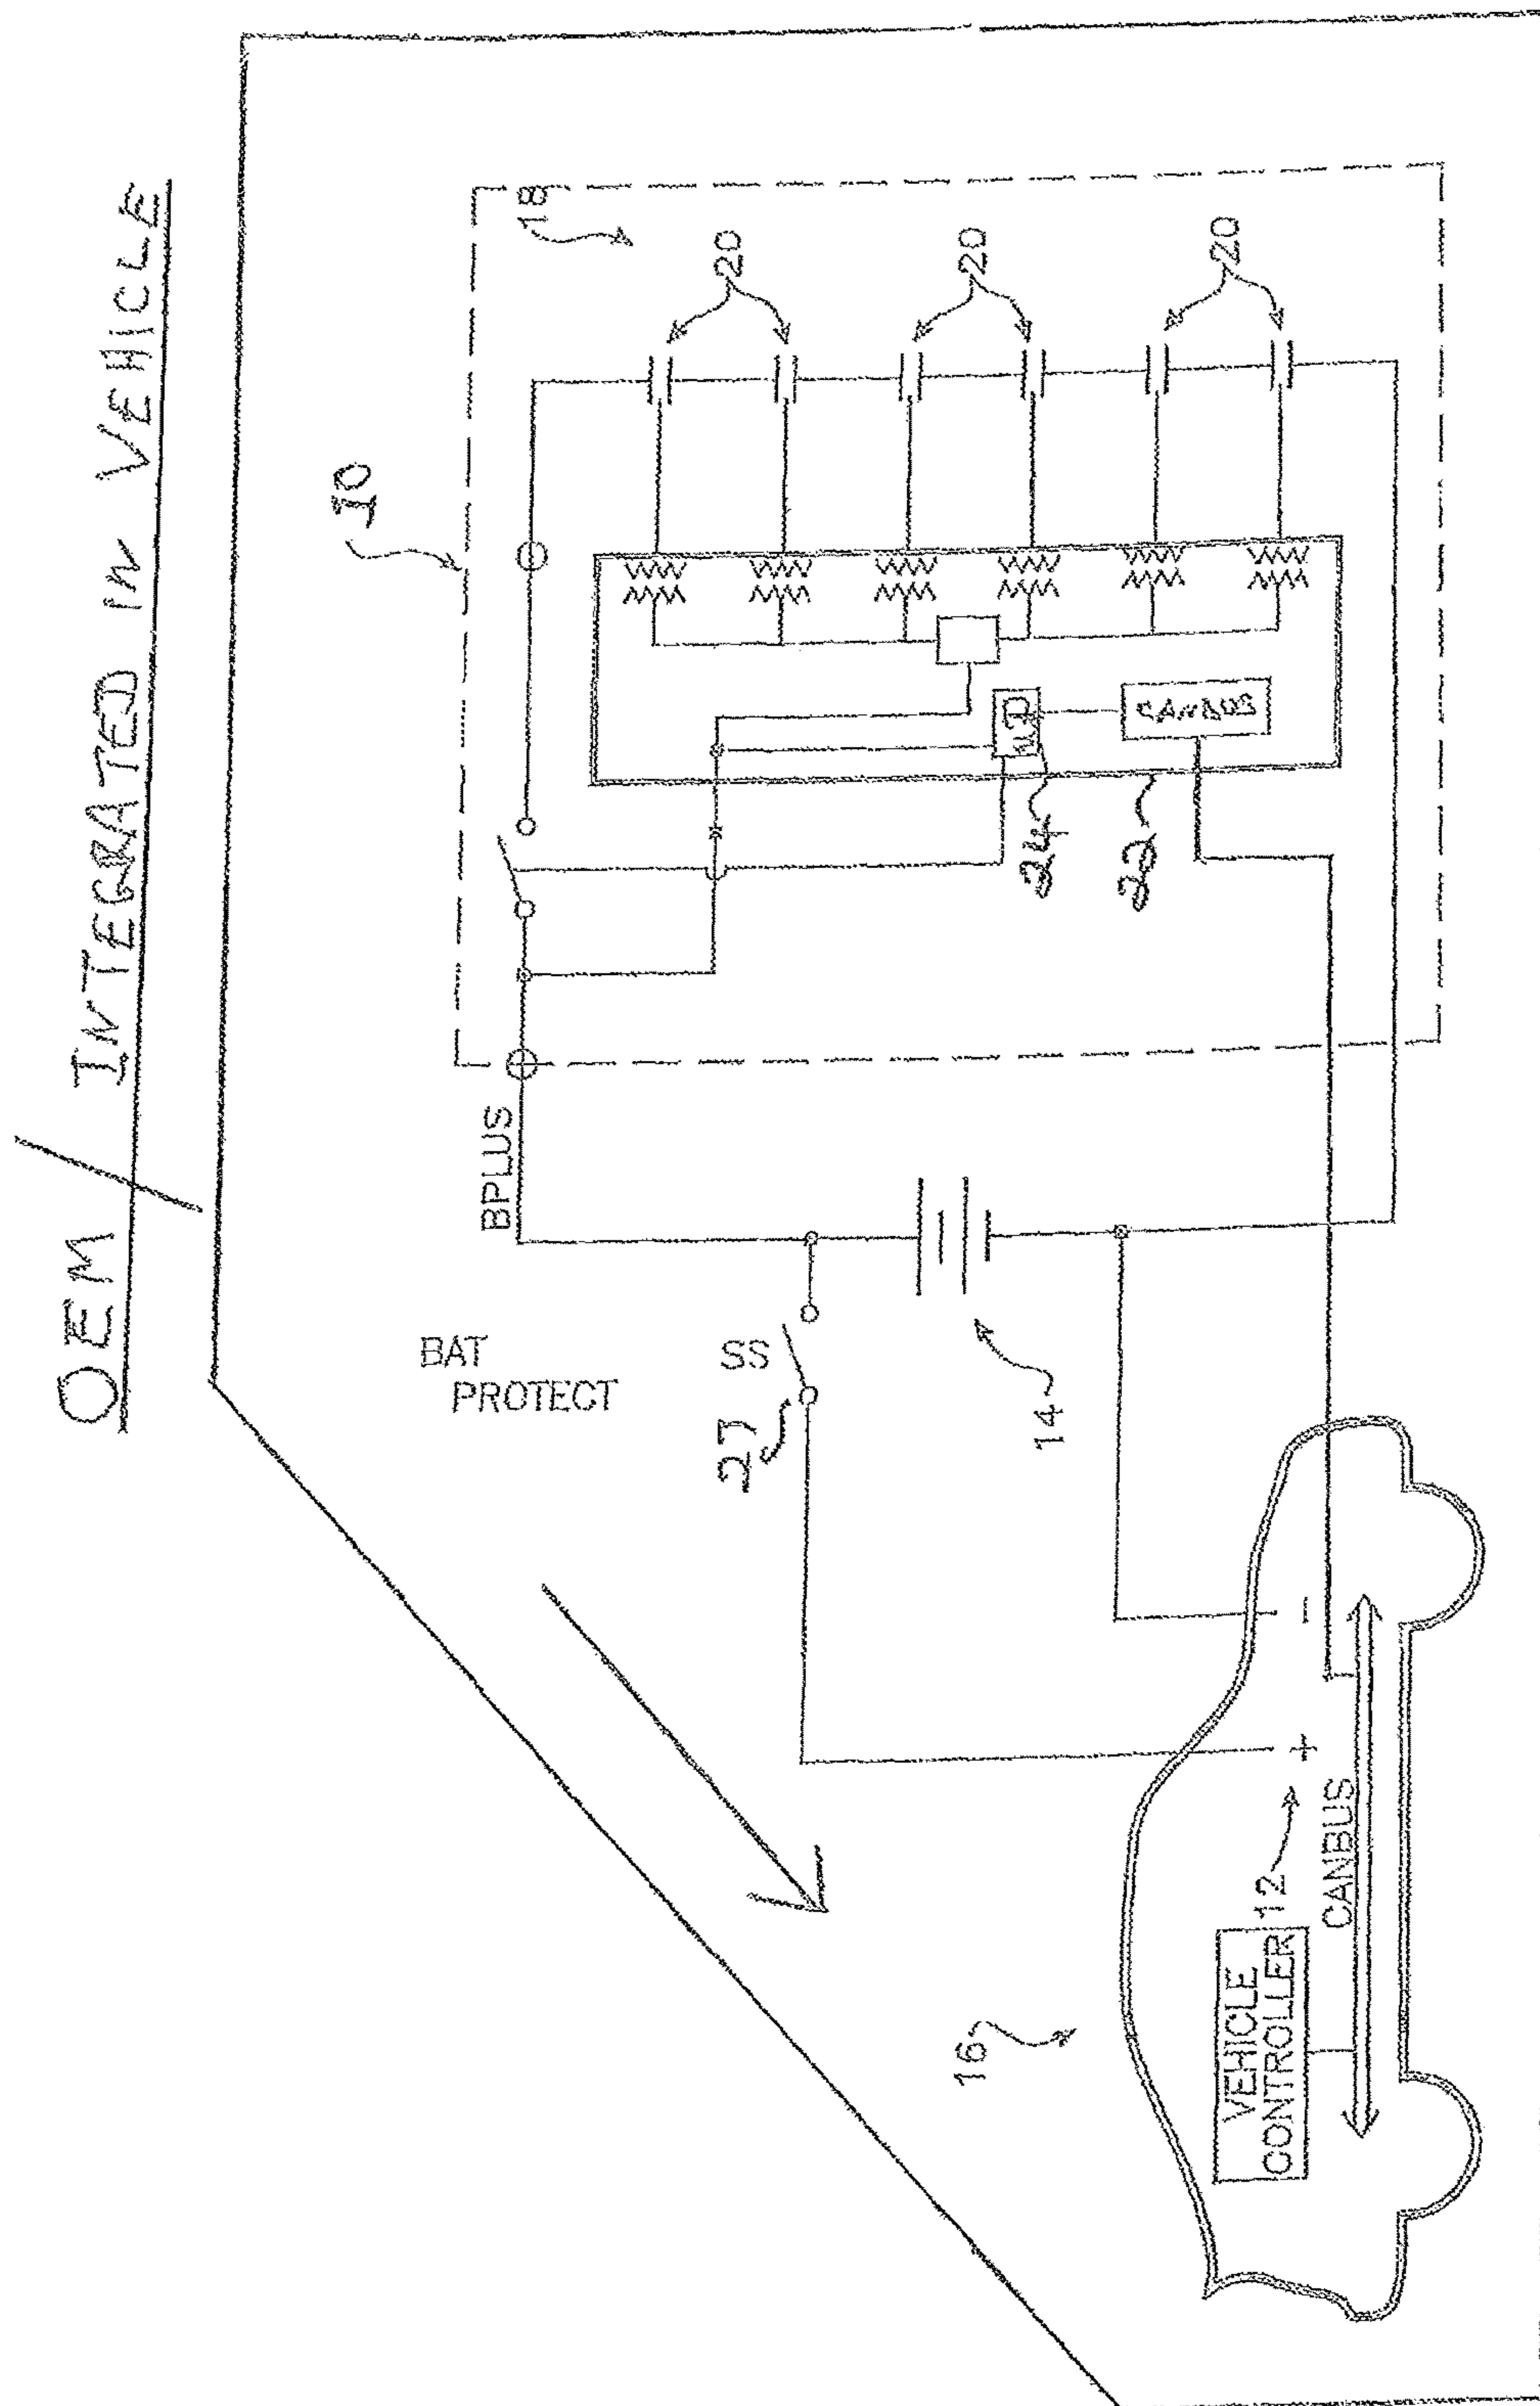 OEM INTEGRATED IN VEHICLE
10
18
20
20
20
BPLUS
BAT
PROTECT
SS
27
14
24
22
CANBUS
16
VEHICLE
CONTROLLER
12
+
−
CANBUS